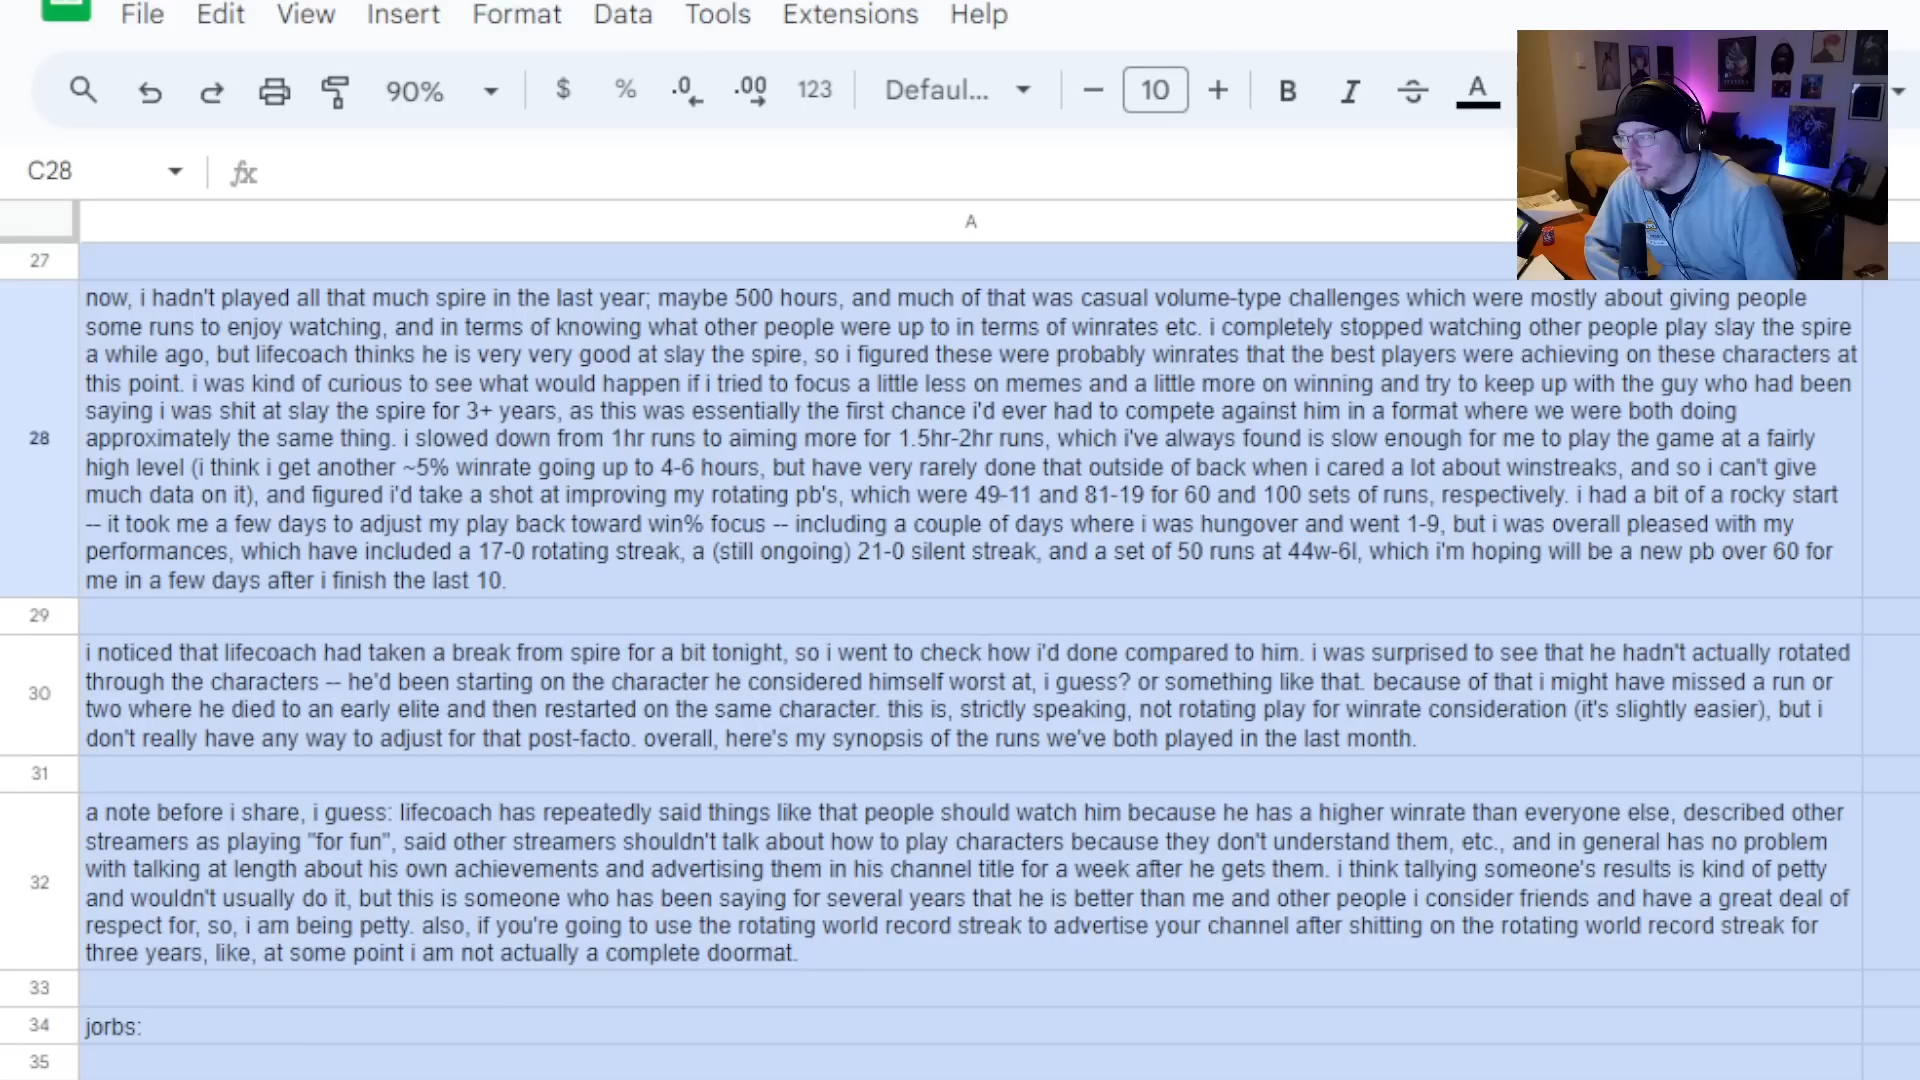 File Edit View Insert Format Data Tools Extensions Help
90% $ % .0 .00 123 Defaul... 10 B I A
C28 fx
A
27
now, i hadn't played all that much spire in the last year; maybe 500 hours, and much of that was casual volume-type challenges which were mostly about giving people
some runs to enjoy watching, and in terms of knowing what other people were up to in terms of winrates etc. i completely stopped watching other people play slay the spire
a while ago, but lifecoach thinks he is very very good at slay the spire, so i figured these were probably winrates that the best players were achieving on these characters at
this point. i was kind of curious to see what would happen if i tried to focus a little less on memes and a little more on winning and try to keep up with the guy who had been
saying i was shit at slay the spire for 3+ years, as this was essentially the first chance i'd ever had to compete against him in a format where we were both doing
28 approximately the same thing. i slowed down from 1hr runs to aiming more for 1.5hr-2hr runs, which i've always found is slow enough for me to play the game at a fairly
high level (i think i get another ~5% winrate going up to 4-6 hours, but have very rarely done that outside of back when i cared a lot about winstreaks, and so i can't give
much data on it), and figured i'd take a shot at improving my rotating pb's, which were 49-11 and 81-19 for 60 and 100 sets of runs, respectively. i had a bit of a rocky start
-- it took me a few days to adjust my play back toward win% focus -- including a couple of days where i was hungover and went 1-9, but i was overall pleased with my
performances, which have included a 17-0 rotating streak, a (still ongoing) 21-0 silent streak, and a set of 50 runs at 44w-6l, which i'm hoping will be a new pb over 60 for
me in a few days after i finish the last 10.
29
i noticed that lifecoach had taken a break from spire for a bit tonight, so i went to check how i'd done compared to him. i was surprised to see that he hadn't actually rotated
30 through the characters -- he'd been starting on the character he considered himself worst at, i guess? or something like that. because of that i might have missed a run or
two where he died to an early elite and then restarted on the same character. this is, strictly speaking, not rotating play for winrate consideration (it's slightly easier), but i
don't really have any way to adjust for that post-facto. overall, here's my synopsis of the runs we've both played in the last month.
31
a note before i share, i guess: lifecoach has repeatedly said things like that people should watch him because he has a higher winrate than everyone else, described other
streamers as playing "for fun", said other streamers shouldn't talk about how to play characters because they don't understand them, etc., and in general has no problem
32 with talking at length about his own achievements and advertising them in his channel title for a week after he gets them. i think tallying someone's results is kind of petty
and wouldn't usually do it, but this is someone who has been saying for several years that he is better than me and other people i consider friends and have a great deal of
respect for, so, i am being petty. also, if you're going to use the rotating world record streak to advertise your channel after shitting on the rotating world record streak for
three years, like, at some point i am not actually a complete doormat.
33
34 jorbs:
35